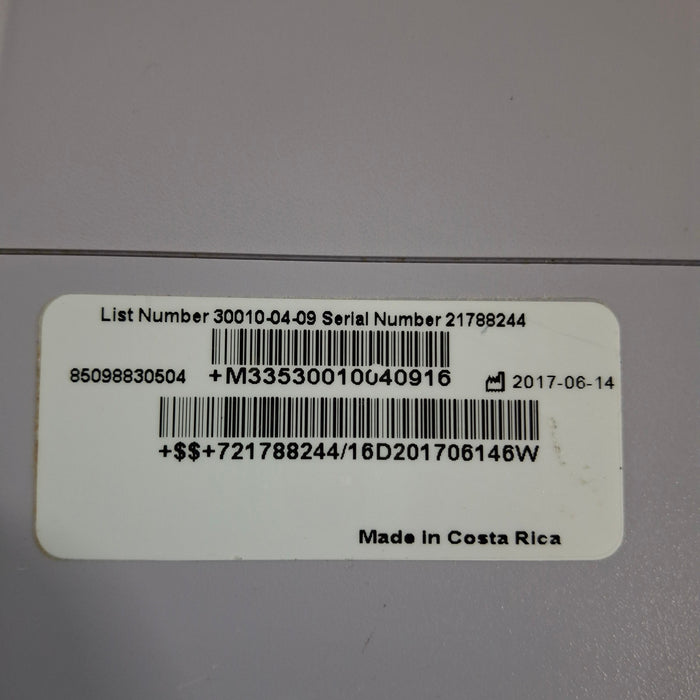 List Number 30010-04-09 Serial Number 21788244
85098830504 +M33530010040916 2017-06-14
+$$+721788244/16D201706146W
Made in Costa Rica